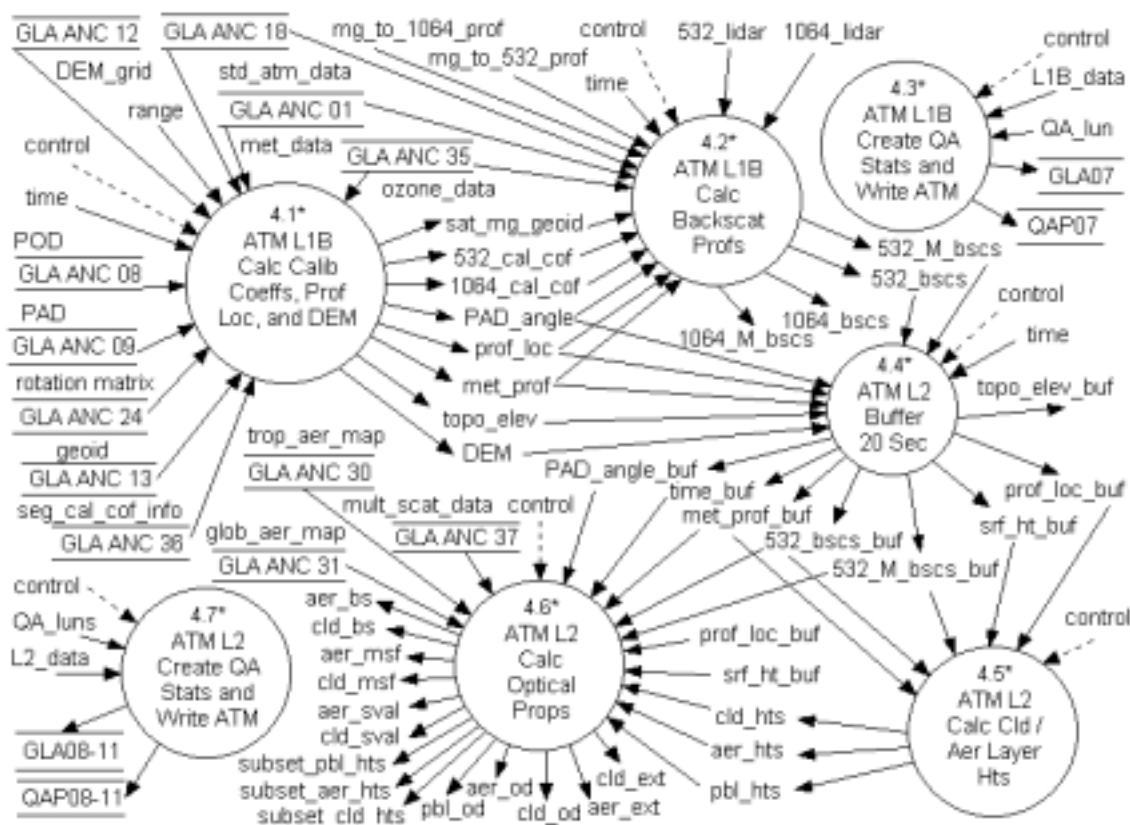 GLA ANC 12
GLA ANC 18
mg_to_1064_prof
control
532_lidar
1064_lidar
control
DEM_grid
mg_to_532_prof
L1B_data
range
std_atm_data
time
GLA ANC 01
QA_lun
control
met_data
GLA ANC 35
GLA07
time
ozone_data
QAP07
4.3*
ATM L1B
Create QA
Stats and
Write ATM
4.2*
ATM L1B
Calc
Backscat
Profs
4.1*
ATM L1B
Calc Calib
Coeffs, Prof
Loc, and DEM
POD
GLA ANC 08
PAD
GLA ANC 09
rotation matrix
GLA ANC 24
geoid
GLA ANC 13
seg_cal_cof_info
GLA ANC 36
sat_mg_geoid
532_cal_cof
1064_cal_cof
PAD_angle
prof_loc
met_prof
topo_elev
DEM
532_M_bscs
532_bscs
1064_bscs
1064_M_bscs
control
time
4.4*
ATM L2
Buffer
20 Sec
topo_elev_buf
trop_aer_map
GLA ANC 30
mult_scat_data
GLA ANC 37
control
glob_aer_map
GLA ANC 31
PAD_angle_buf
time_buf
met_prof_buf
532_bscs_buf
532_M_bscs_buf
prof_loc_buf
srf_ht_buf
control
QA_luns
L2_data
4.7*
ATM L2
Create QA
Stats and
Write ATM
GLA08-11
QAP08-11
aer_bs
cld_bs
aer_msf
cld_msf
aer_sval
cld_sval
subset_pbl_hts
subset_aer_hts
subset_cld_hts
4.6*
ATM L2
Calc
Optical
Props
pbl_od
aer_od
cld_od
cld_ext
aer_ext
prof_loc_buf
srf_ht_buf
cld_hts
aer_hts
pbl_hts
control
4.5*
ATM L2
Calc Cld /
Aer Layer
Hts